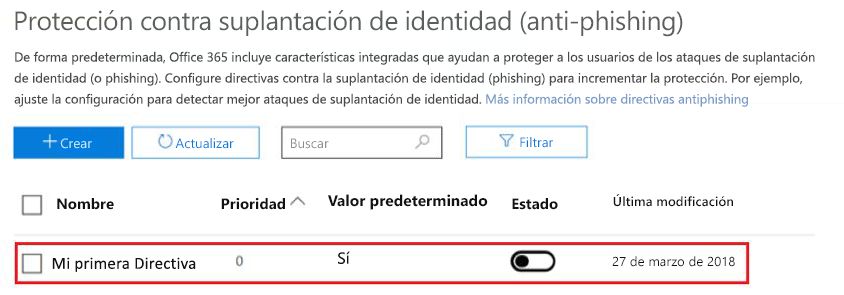 Protección contra suplantación de identidad (anti-phishing)
De forma predeterminada, Office 365 incluye características integradas que ayudan a proteger a los usuarios de los ataques de suplantación
de identidad (o phishing). Configure directivas contra la suplantación de identidad (phishing) para incrementar la protección. Por ejemplo,
ajuste la configuración para detectar mejor ataques de suplantación de identidad. Más información sobre directivas antiphishing
Crear Actualizar Buscar Filtrar
Nombre Prioridad Valor predeterminado Estado Última modificación
Mi primera Directiva 0 Sí 27 de marzo de 2018